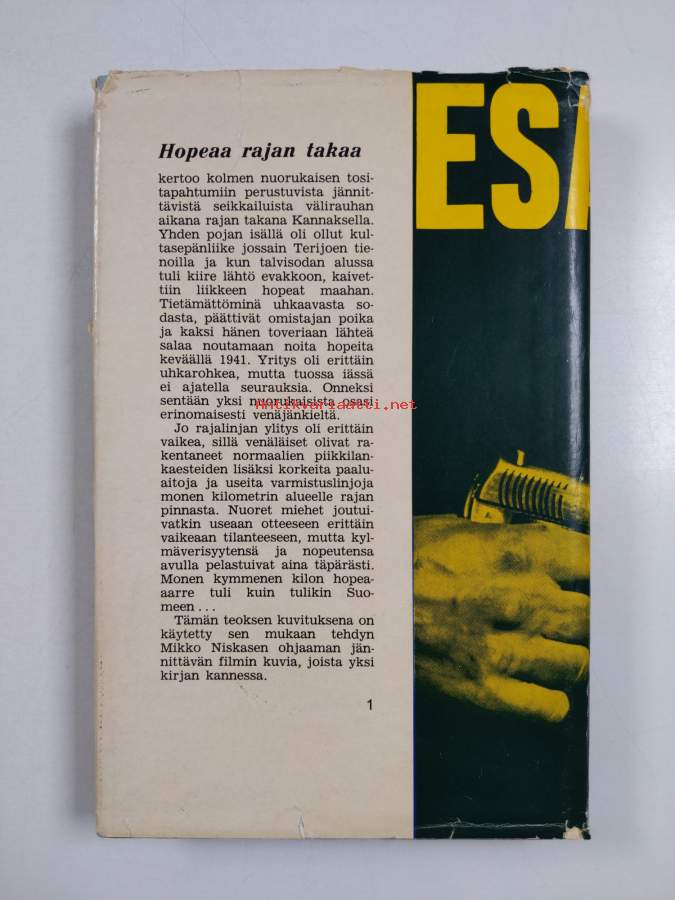 ESA
Hopeaa rajan takaa
kertoo kolmen nuorukaisen tosi-
tapahtumiin perustuvista jännit-
tävistä seikkailuista välirauhan
aikana rajan takana Kannaksella.
Yhden pojan isällä oli ollut kul-
tasepänliike jossain Terijoen tie-
noilla ja kun talvisodan alussa
tuli kiire lähtö evakkoon, kaivet-
tiin liikkeen hopeat maahan.
Tietämättöminä uhkaavasta so-
dasta, päättivät omistajan poika
ja kaksi hänen toveriaan lähteä
salaa noutamaan noita hopeita
keväällä 1941. Yritys oli erittäin
uhkarohkea, mutta tuossa iässä
ei ajatella seurauksia. Onneksi
sentään yksi nuorukaisista osasi
Antikvariaatti.net
erinomaisesti venäjänkieltä.
Jo rajalinjan ylitys oli erittäin
vaikea, sillä venäläiset olivat ra-
kentaneet normaalien piikkilan-
kaesteiden lisäksi korkeita paalu-
aitoja ja useita varmistuslinjoja
monen kilometrin alueelle rajan
pinnasta. Nuoret miehet joutui-
vatkin useaan otteeseen erittäin
vaikeaan tilanteeseen, mutta kyl-
mäverisyytensä ja nopeutensa
avulla pelastuivat aina täpärästi.
Monen kymmenen kilon hopea-
aarre tuli kuin tulikin Suo-
meen...
Tämän teoksen kuvituksena on
käytetty sen mukaan tehdyn
Mikko Niskasen ohjaaman jän-
nittävän filmin kuvia, joista yksi
kirjan kannessa.
1